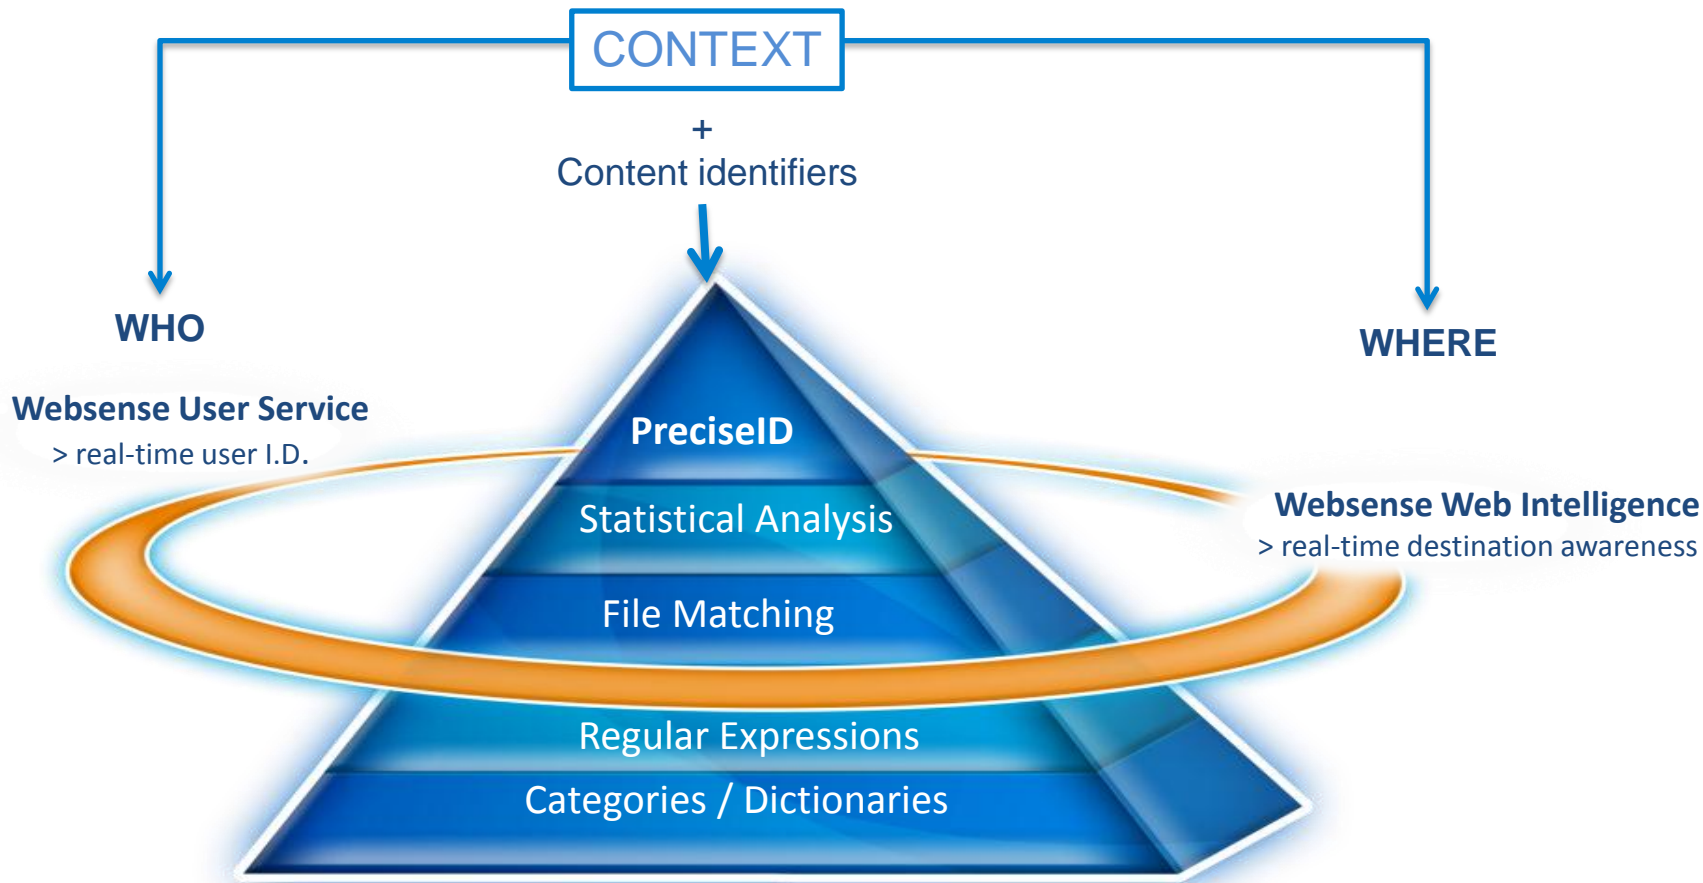 CONTEXT
+
Content identifiers
WHO
WHERE
Websense User Service
> real-time user I.D.
Websense Web Intelligence
> real-time destination awareness
PreciseID
Statistical Analysis
File Matching
Regular Expressions
Categories / Dictionaries